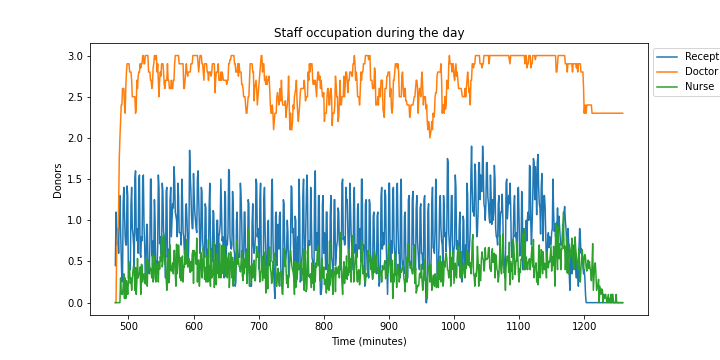 Staff occupation during the day
3.0
2.5
2.0
1.5
1.0
0.5
0.0
Donors
500 600 700 800 900 1000 1100 1200
Time (minutes)
Recept
Doctor
Nurse